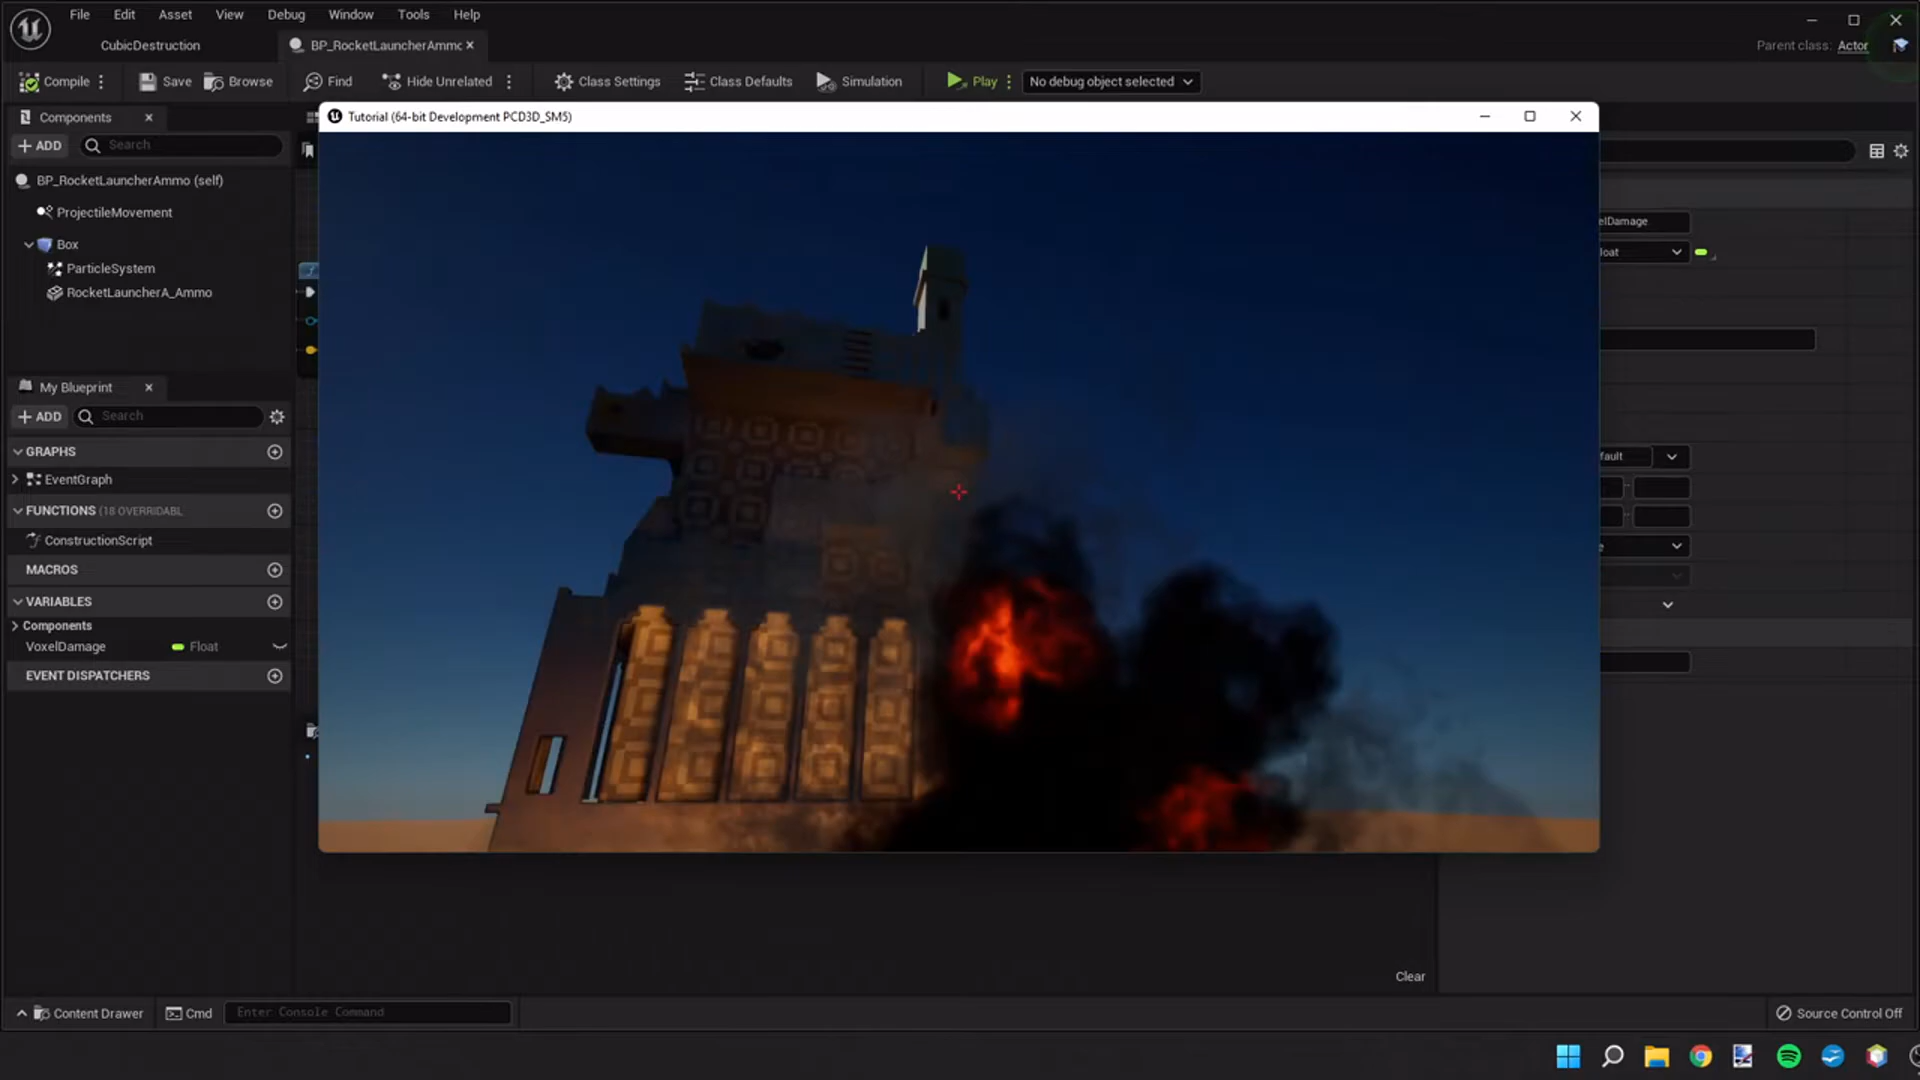 File Edit Asset View Debug Window Tools Help
CubicDestruction
BP_RocketLauncherAmmo
Parent class: Actor
Compile
Save
Browse
Find
Hide Unrelated
Class Settings
Class Defaults
Simulation
Play
No debug object selected
Components
ADD
Search
BP_RocketLauncherAmmo (self)
ProjectileMovement
Box
ParticleSystem
RocketLauncherA_Ammo
My Blueprint
ADD
Search
GRAPHS
EventGraph
FUNCTIONS (18 OVERRIDABL
ConstructionScript
MACROS
VARIABLES
Components
VoxelDamage Float
EVENT DISPATCHERS
Tutorial (64-bit Development PCD3D_SM5)
elDamage
loat
fault
e
Clear
Content Drawer
Cmd
Enter Console Command
Source Control Off